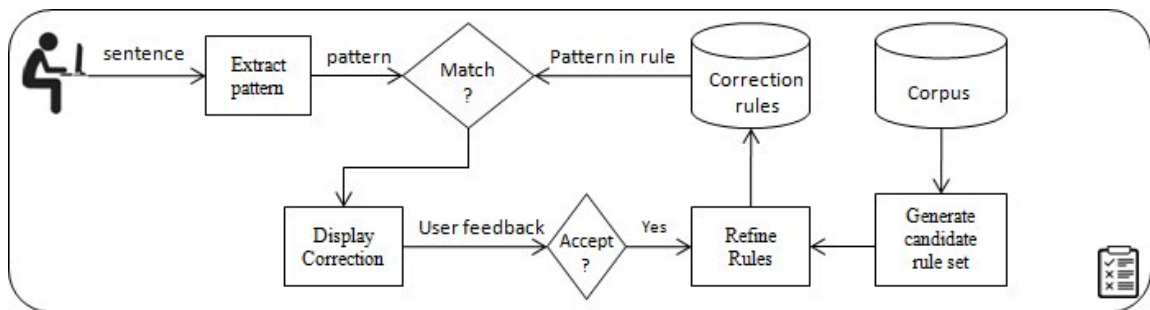 sentence
Extract
pattern
pattern
Match
?
Pattern in rule
Correction
rules
Corpus
Display
Correction
User feedback
Accept
?
Yes
Refine
Rules
Generate
candidate
rule set